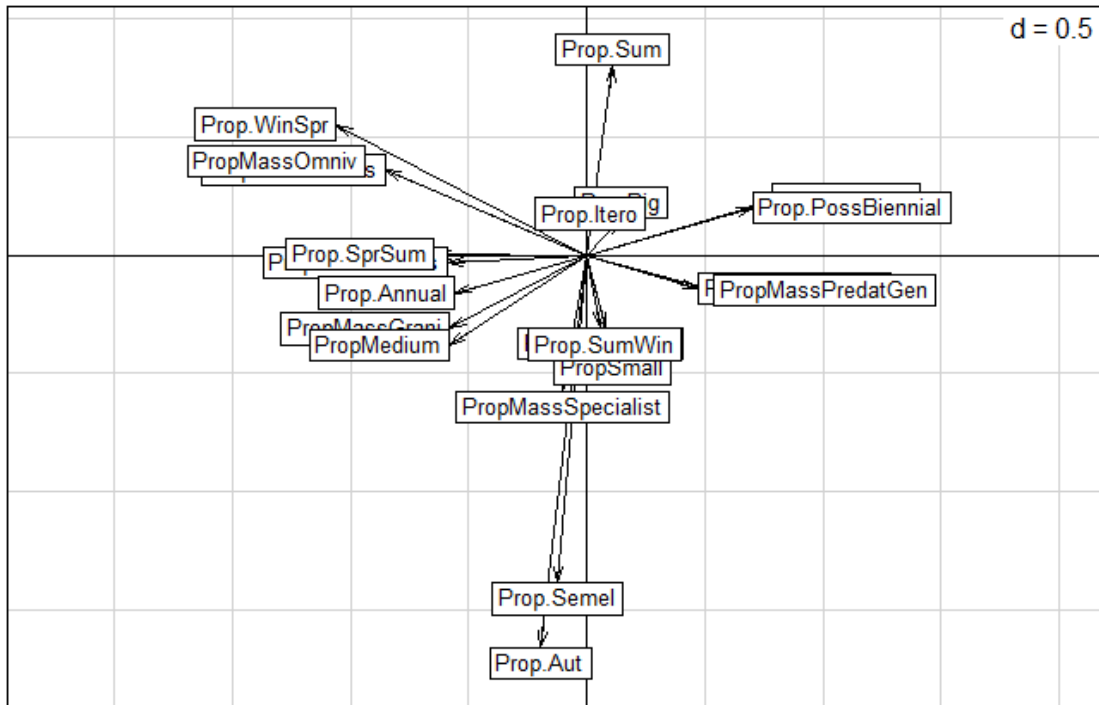 d = 0.5
Prop.Sum
Prop.WinSpr
PropMassOmniv
Prop.Itero
Prop.PossBiennial
Prop.SprSum
Prop.Annual
PropMassPredatGen
PropMassGrani
PropMedium
Prop.SumWin
PropSmall
PropMassSpecialist
Prop.Semel
Prop.Aut